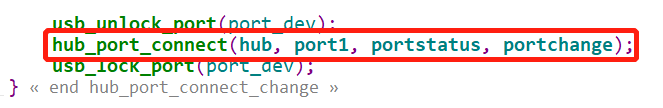 usb_unlock_port(port_dev);
hub_port_connect(hub, port1, portstatus, portchange);
usb_lock_port(port_dev);
} « end hub_port_connect_change »